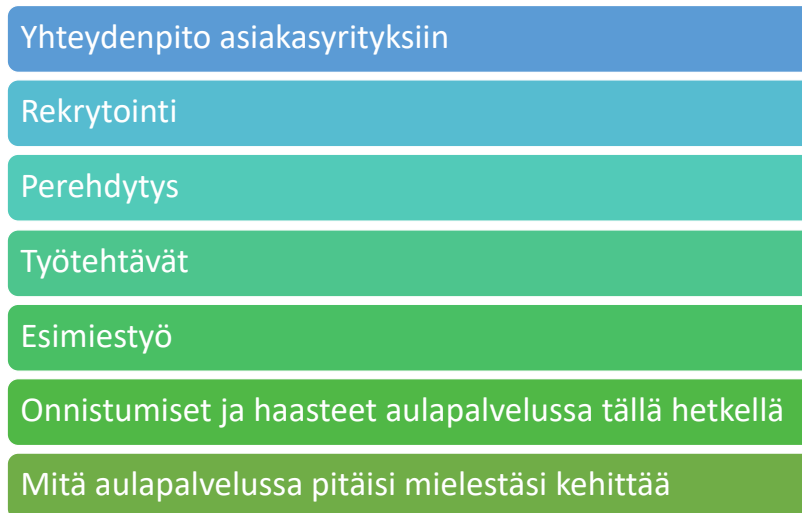 Yhteydenpito asiakasyrityksiin
Rekrytointi
Perehdytys
Työtehtävät
Esimiestyö
Onnistumiset ja haasteet aulapalvelussa tällä hetkellä
Mitä aulapalvelussa pitäisi mielestäsi kehittää